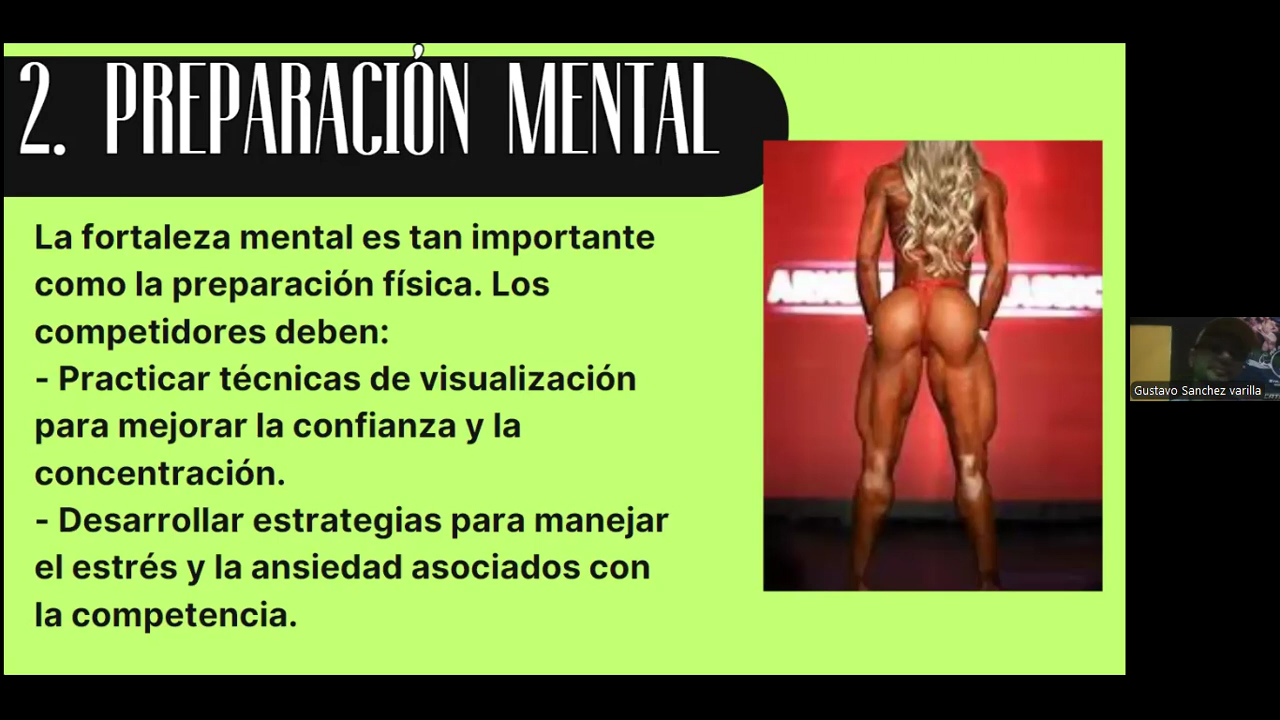 2. PREPARACIÓN MENTAL
La fortaleza mental es tan importante
como la preparación física. Los
competidores deben:
- Practicar técnicas de visualización
para mejorar la confianza y la
concentración.
- Desarrollar estrategias para manejar
el estrés y la ansiedad asociados con
la competencia.
Gustavo Sanchez varilla